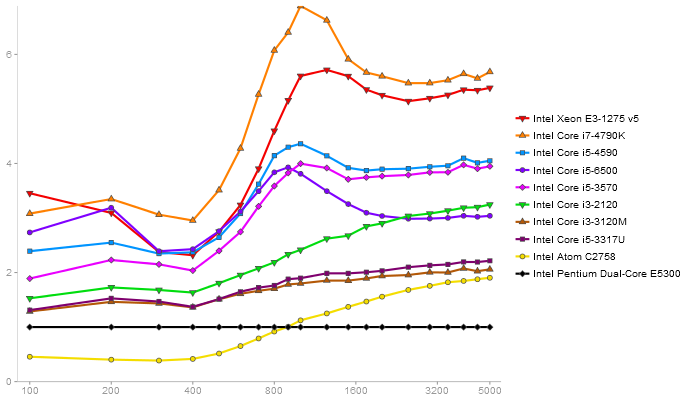 6
4
2
0
100 200 400 800 1600 3200 5000
Intel Xeon E3-1275 v5
Intel Core i7-4790K
Intel Core i5-4590
Intel Core i5-6500
Intel Core i5-3570
Intel Core i3-2120
Intel Core i3-3120M
Intel Core i5-3317U
Intel Atom C2758
Intel Pentium Dual-Core E5300